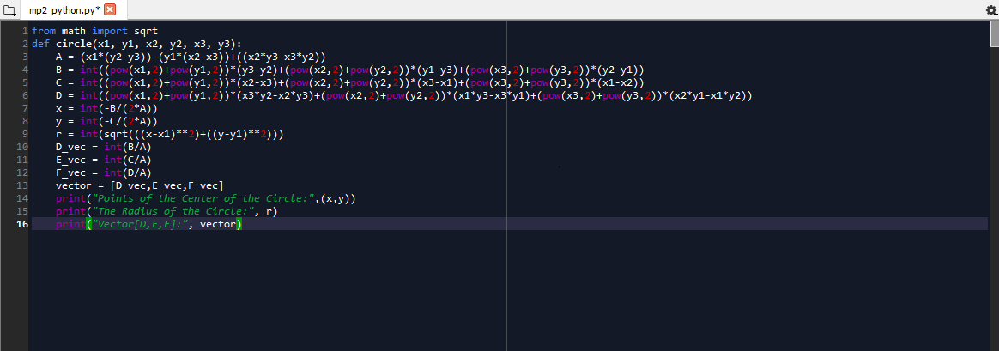 mp2_python.py*
1 from math import sqrt
2 def circle(x1, y1, x2, y2, x3, y3):
3     A = (x1*(y2-y3))-(y1*(x2-x3))+((x2*y3-x3*y2))
4     B = int((pow(x1,2)+pow(y1,2))*(y3-y2)+(pow(x2,2)+pow(y2,2))*(y1-y3)+(pow(x3,2)+pow(y3,2))*(y2-y1))
5     C = int((pow(x1,2)+pow(y1,2))*(x2-x3)+(pow(x2,2)+pow(y2,2))*(x3-x1)+(pow(x3,2)+pow(y3,2))*(x1-x2))
6     D = int((pow(x1,2)+pow(y1,2))*(x3*y2-x2*y3)+(pow(x2,2)+pow(y2,2))*(x1*y3-x3*y1)+(pow(x3,2)+pow(y3,2))*(x2*y1-x1*y2))
7     x = int(-B/(2*A))
8     y = int(-C/(2*A))
9     r = int(sqrt(((x-x1)**2)+((y-y1)**2)))
10     D_vec = int(B/A)
11     E_vec = int(C/A)
12     F_vec = int(D/A)
13     vector = [D_vec,E_vec,F_vec]
14     print("Points of the Center of the Circle:",(x,y))
15     print("The Radius of the Circle:", r)
16     print("Vector[D,E,F]:", vector)